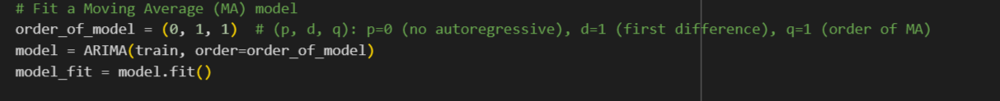 # Fit a Moving Average (MA) model
order_of_model = (0, 1, 1)  # (p, d, q): p=0 (no autoregressive), d=1 (first difference), q=1 (order of MA)
model = ARIMA(train, order=order_of_model)
model_fit = model.fit()